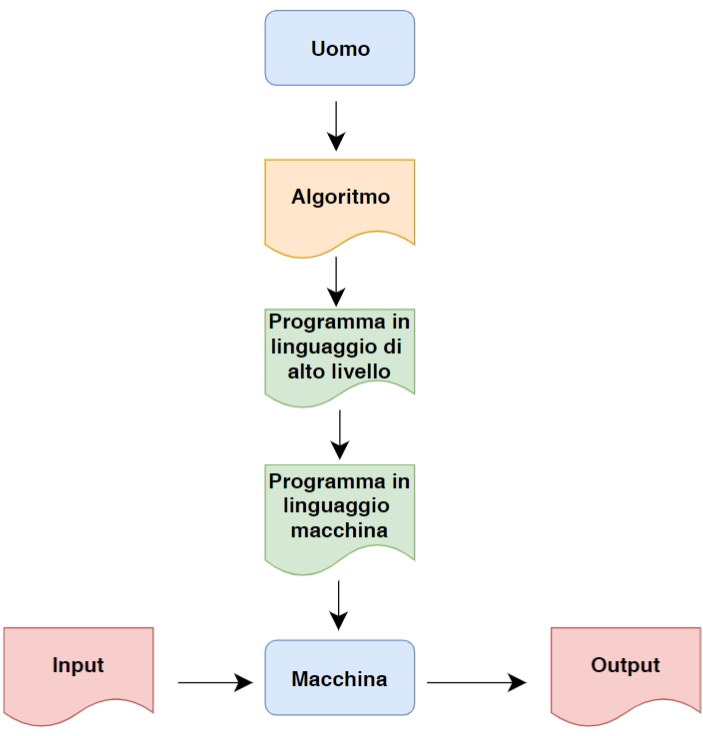 Uomo
Algoritmo
Programma in
linguaggio di
alto livello
Programma in
linguaggio
macchina
Input
Macchina
Output